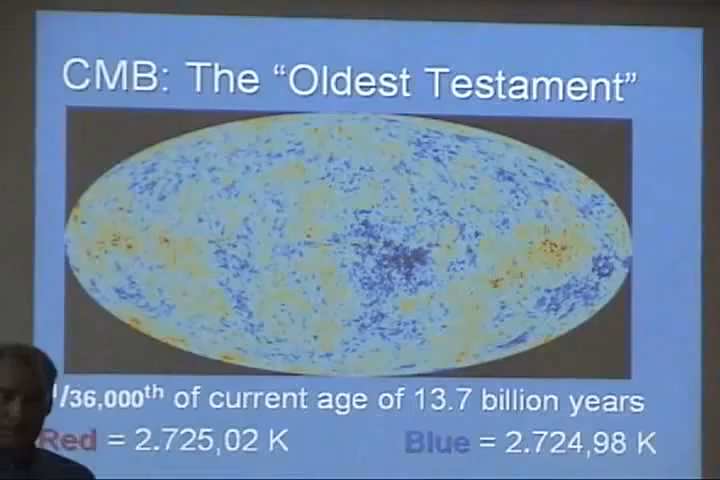 CMB: The “Oldest Testament”
1/36,000th of current age of 13.7 billion years
Red = 2.725,02 K
Blue = 2.724,98 K